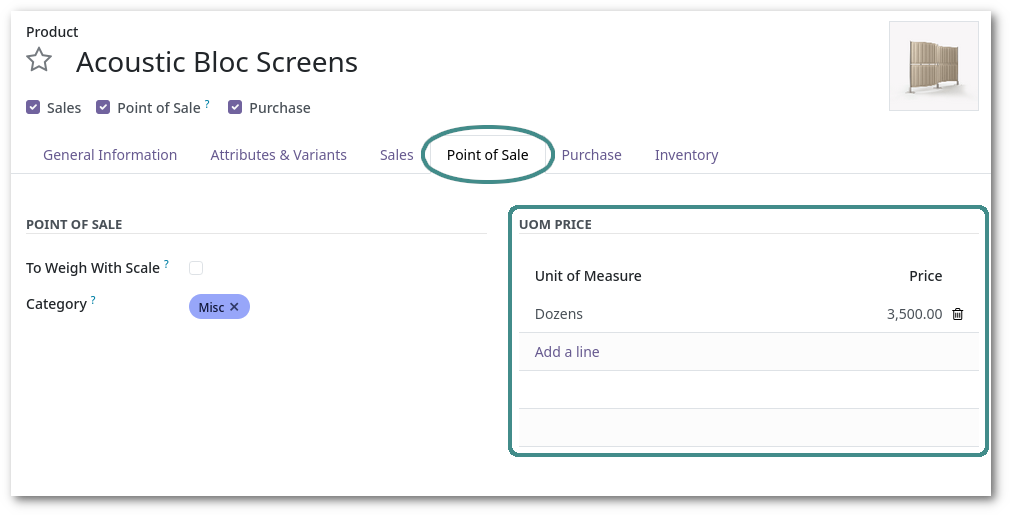 Product
Acoustic Bloc Screens
Sales Point of Sale ? Purchase
General Information Attributes & Variants Sales Point of Sale Purchase Inventory
POINT OF SALE
To Weigh With Scale ?
Category ? Misc ✕
UOM PRICE
Unit of Measure Price
Dozens 3,500.00
Add a line